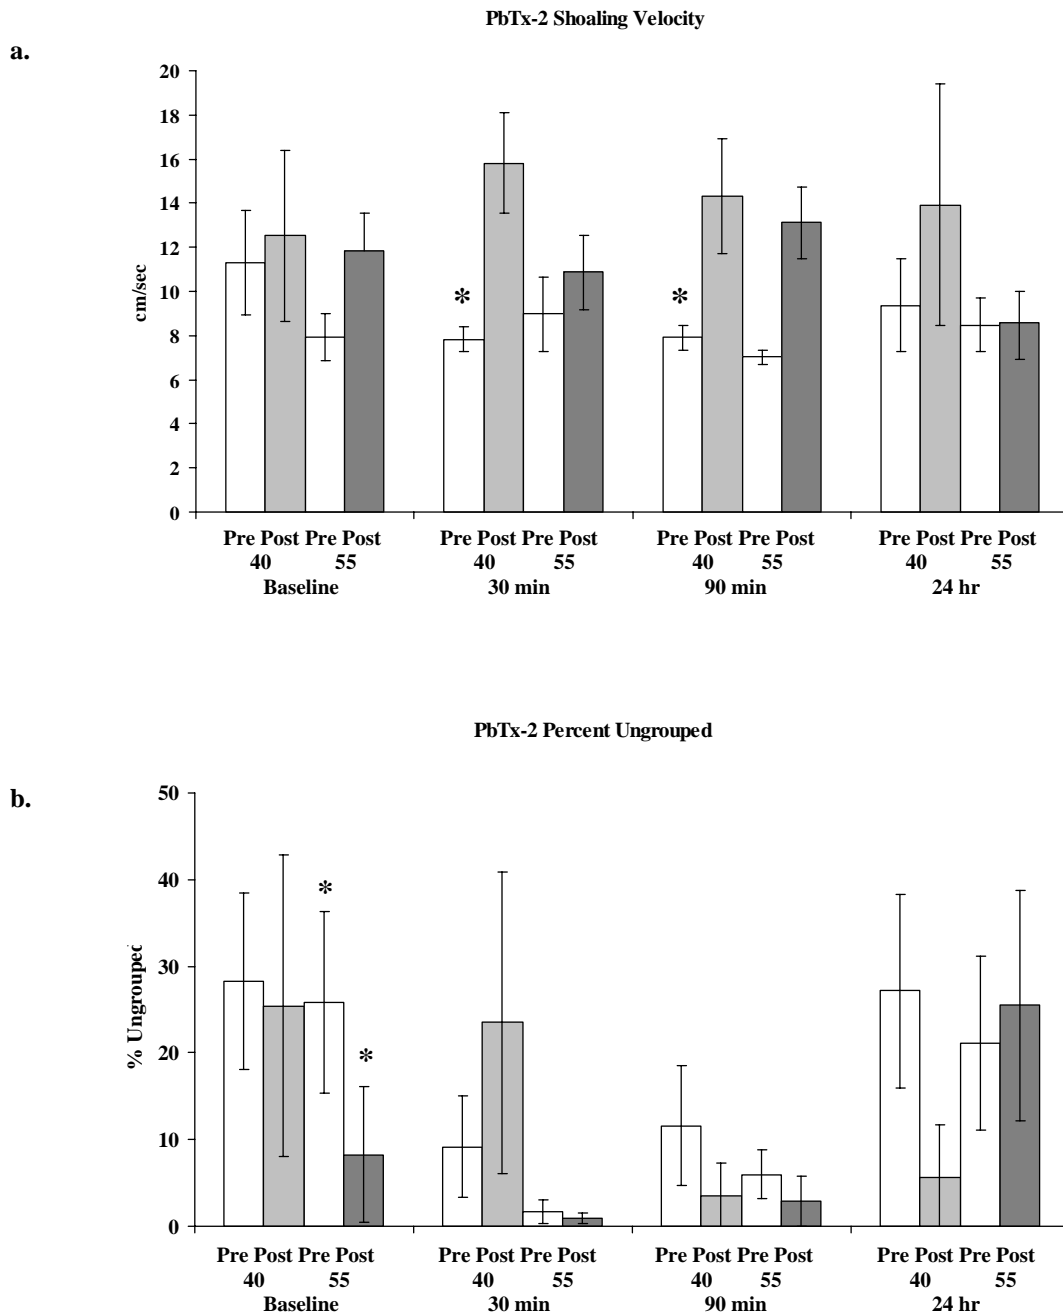 PbTx-2 Shoaling Velocity
a.
20
18
16
14
12
10
8
6
4
2
0
cm/sec
*
*
Pre Post Pre Post Pre Post Pre Post Pre Post Pre Post Pre Post Pre Post
40 55 40 55 40 55 40 55
Baseline 30 min 90 min 24 hr
PbTx-2 Percent Ungrouped
b.
50
40
30
20
10
0
% Ungrouped
*
*
Pre Post Pre Post Pre Post Pre Post Pre Post Pre Post Pre Post Pre Post
40 55 40 55 40 55 40 55
Baseline 30 min 90 min 24 hr